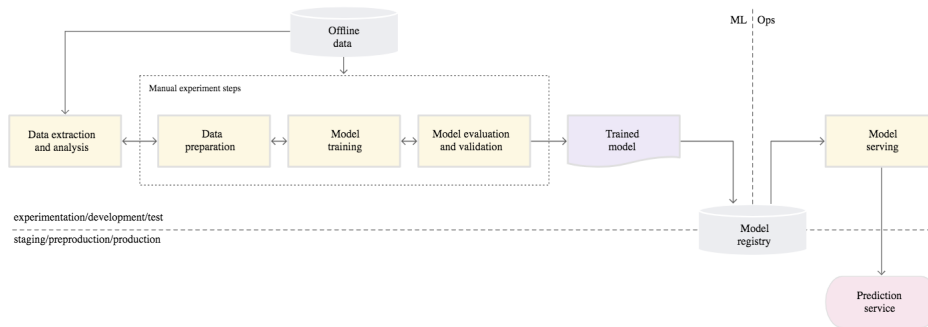 Offline
data
ML
Ops
Manual experiment steps
Data extraction
and analysis
Data
preparation
Model
training
Model evaluation
and validation
Trained
model
Model
serving
experimentation/development/test
staging/preproduction/production
Model
registry
Prediction
service